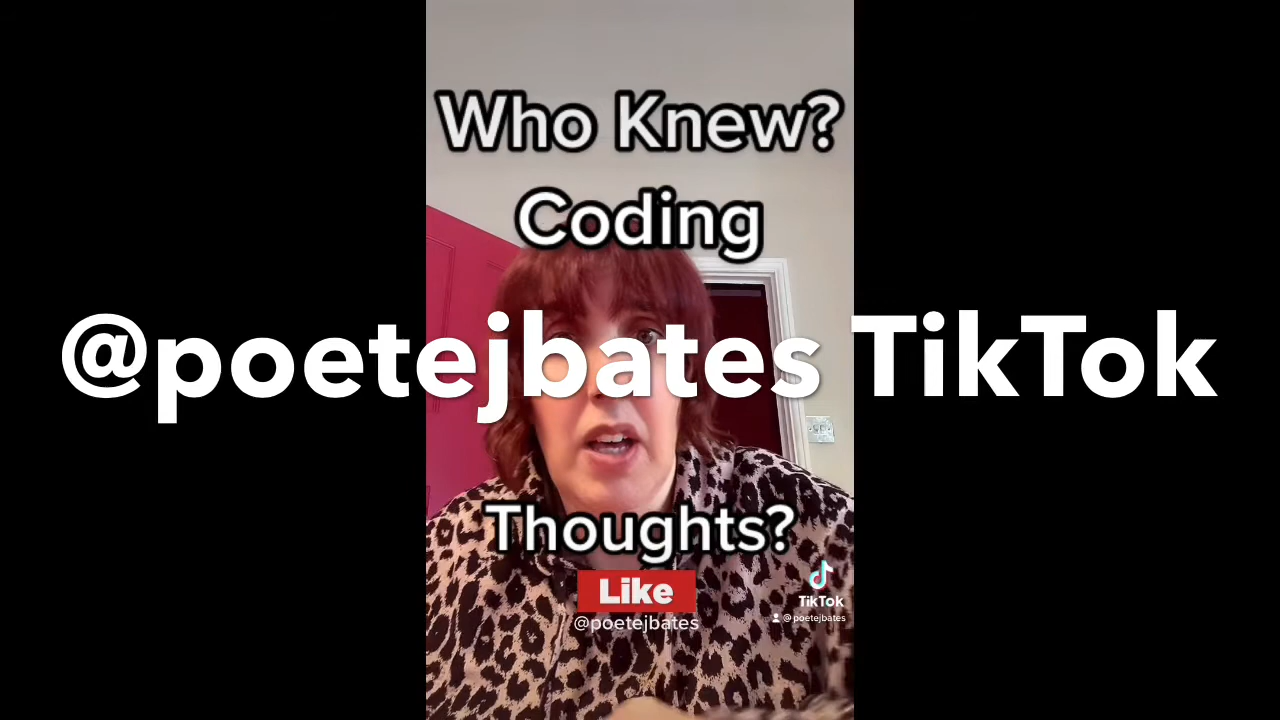 Who Knew?
Coding
@poetejbates TikTok
Thoughts?
Like
@poetejbates
TikTok
@poetejbates